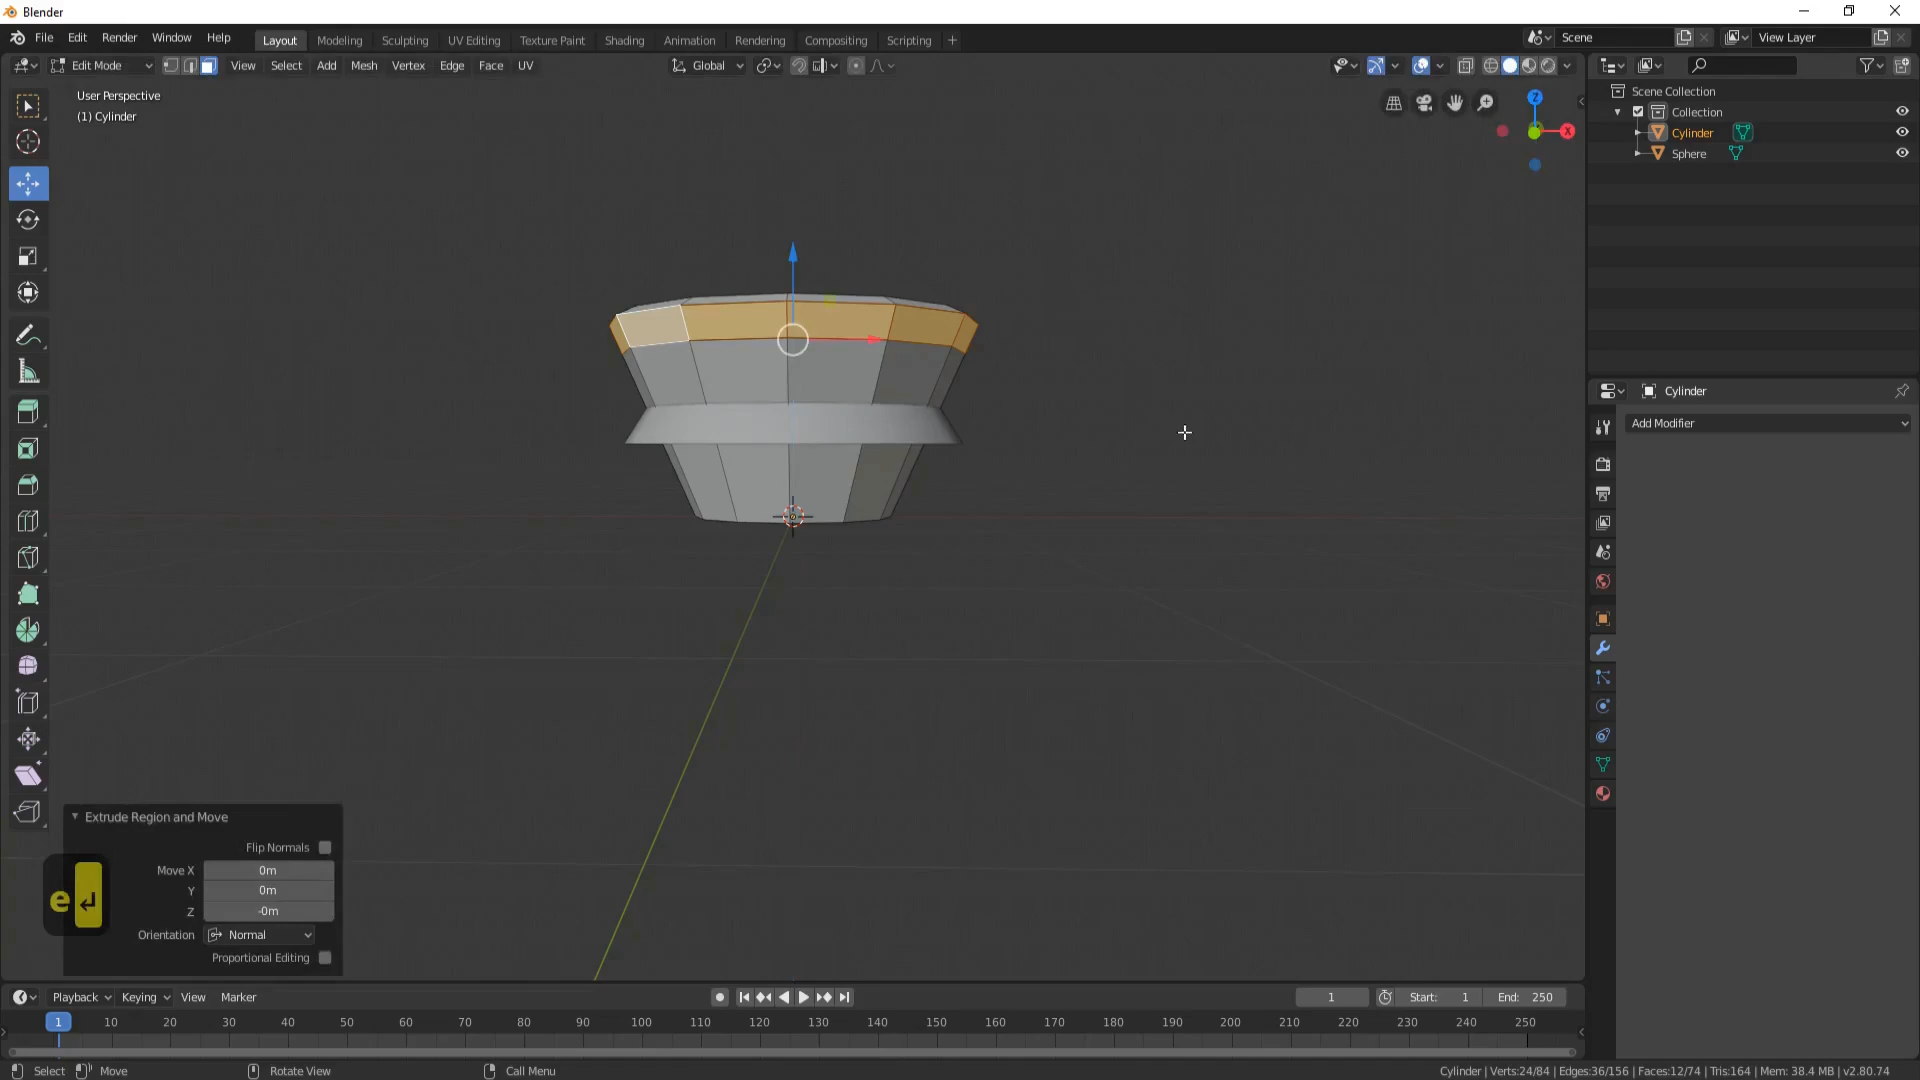 Blender
File Edit Render Window Help
Layout Modeling Sculpting UV Editing Texture Paint Shading Animation Rendering Compositing Scripting +
Scene View Layer
Edit Mode View Select Add Mesh Vertex Edge Face UV Global
User Perspective
(1) Cylinder
Z
X
Scene Collection
Collection
Cylinder
Sphere
Cylinder
Add Modifier
Extrude Region and Move
Flip Normals
Move X 0m
Y 0m
Z -0m
Orientation Normal
Proportional Editing
e
Playback Keying View Marker 1 Start: 1 End: 250
1 10 20 30 40 50 60 70 80 90 100 110 120 130 140 150 160 170 180 190 200 210 220 230 240 250
Select Move Rotate View Call Menu Cylinder | Verts:24/84 | Edges:36/156 | Faces:12/74 | Tris:164 | Mem: 38.4 MB | v2.80.74